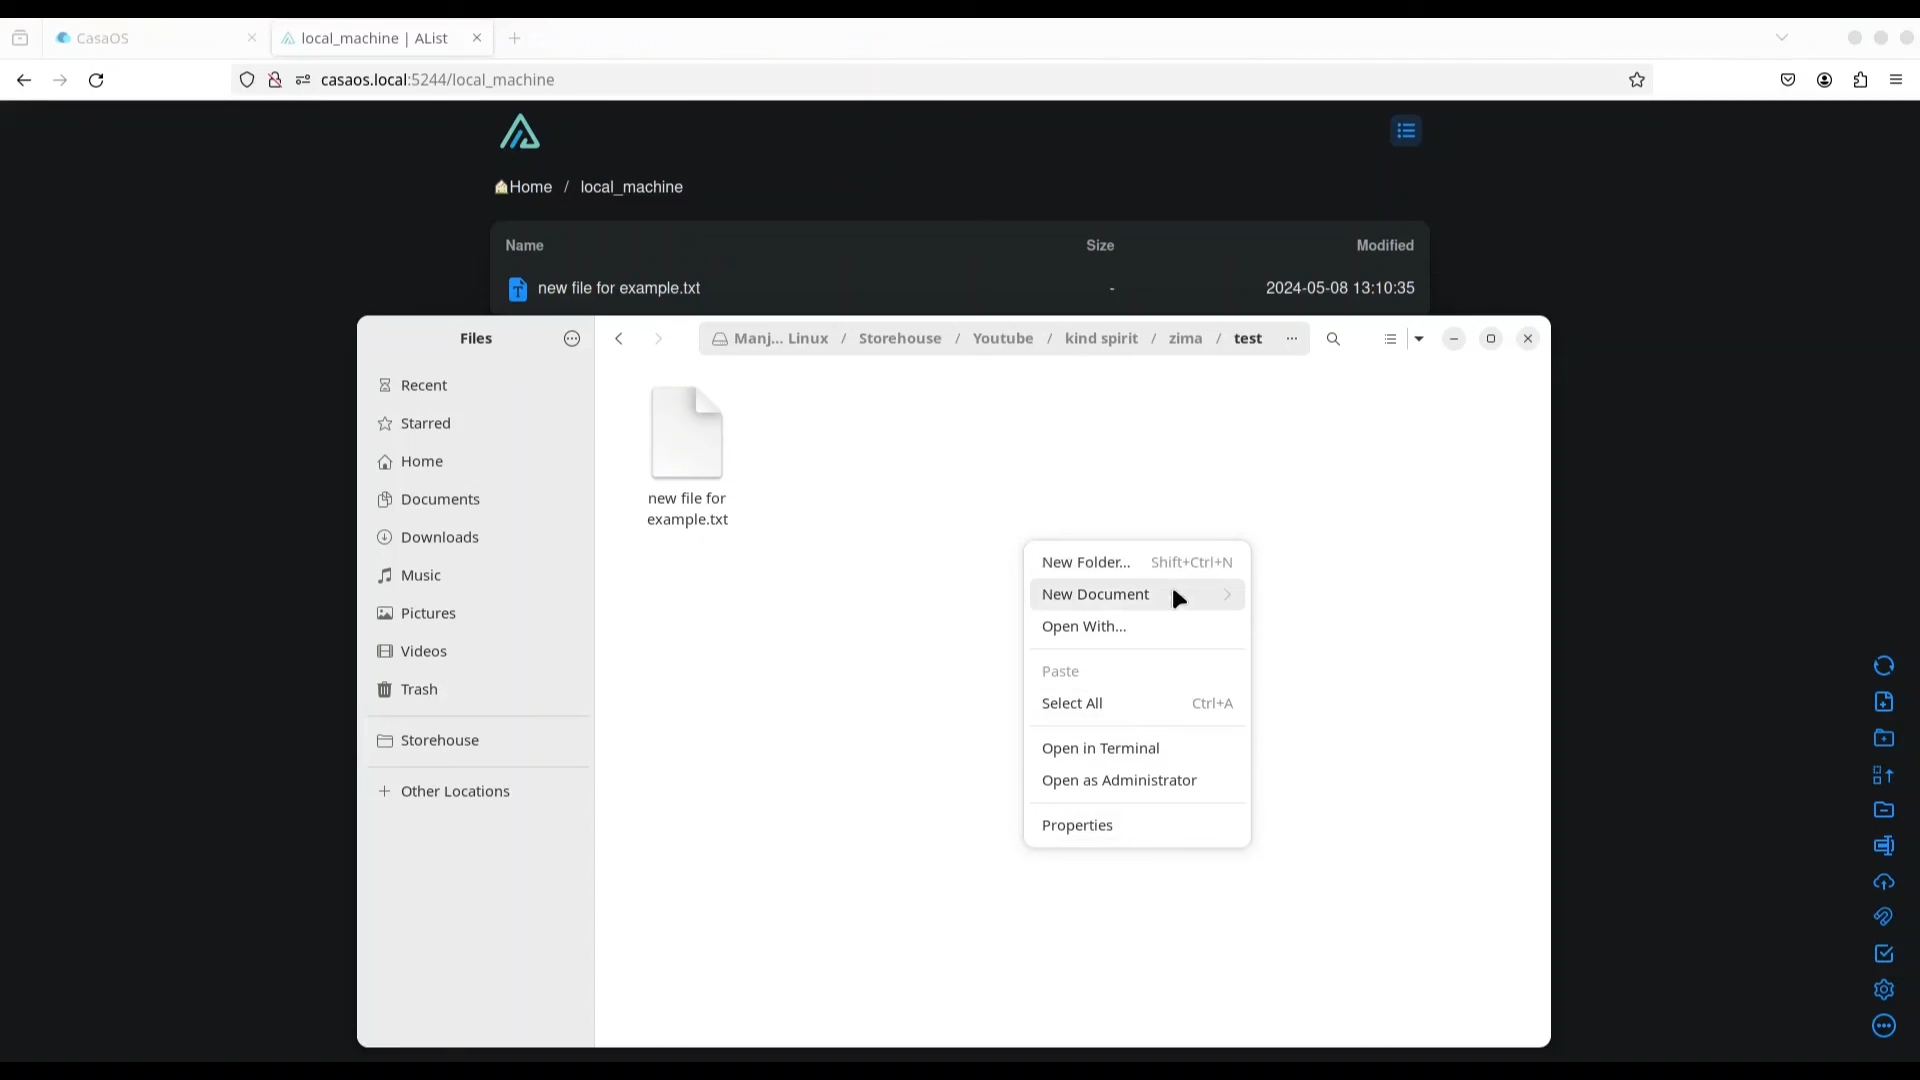 CasaOS
local_machine | AList
casaos.local:5244/local_machine
Home / local_machine
Name Size Modified
new file for example.txt - 2024-05-08 13:10:35
Files
Manj... Linux / Storehouse / Youtube / kind spirit / zima / test
Recent
Starred
Home
Documents
Downloads
Music
Pictures
Videos
Trash
Storehouse
Other Locations
new file for
example.txt
New Folder... Shift+Ctrl+N
New Document
Open With...
Paste
Select All Ctrl+A
Open in Terminal
Open as Administrator
Properties